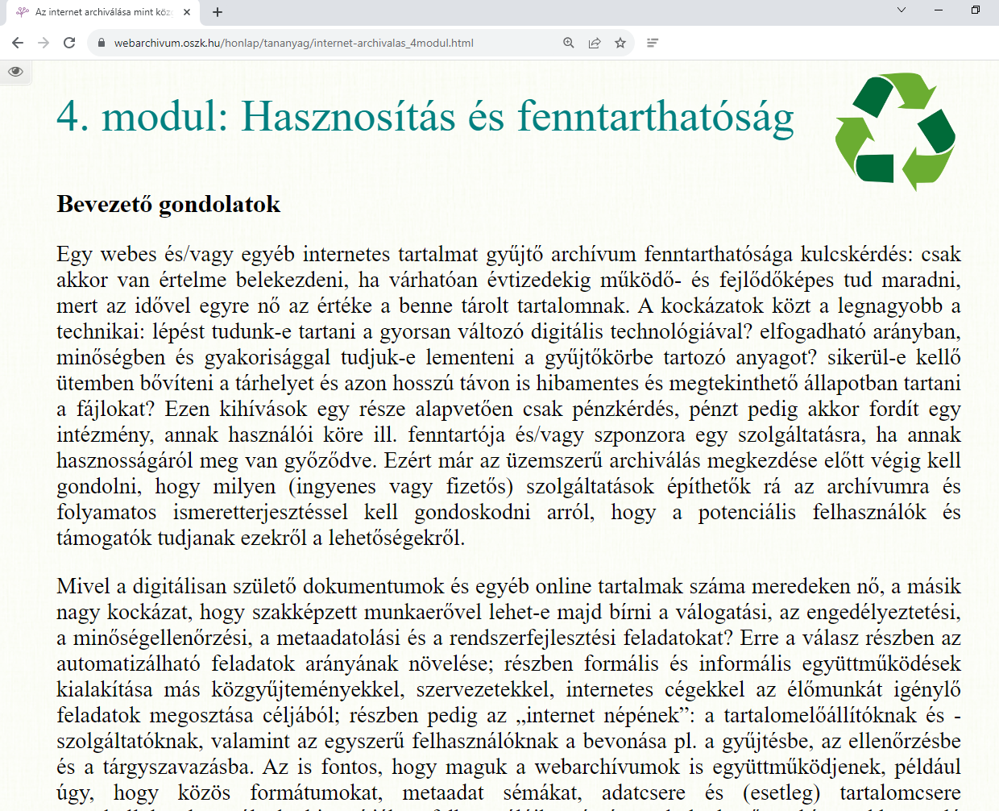 Az internet archiválása mint köz
webarchivum.oszk.hu/honlap/tananyag/internet-archivalas_4modul.html
4. modul: Hasznosítás és fenntarthatóság
Bevezető gondolatok
Egy webes és/vagy egyéb internetes tartalmat gyűjtő archívum fenntarthatósága kulcskérdés: csak
akkor van értelme belekezdeni, ha várhatóan évtizedekig működő- és fejlődőképes tud maradni,
mert az idővel egyre nő az értéke a benne tárolt tartalomnak. A kockázatok közt a legnagyobb a
technikai: lépést tudunk-e tartani a gyorsan változó digitális technológiával? elfogadható arányban,
minőségben és gyakorisággal tudjuk-e lementeni a gyűjtőkörbe tartozó anyagot? sikerül-e kellő
ütemben bővíteni a tárhelyet és azon hosszú távon is hibamentes és megtekinthető állapotban tartani
a fájlokat? Ezen kihívások egy része alapvetően csak pénzkérdés, pénzt pedig akkor fordít egy
intézmény, annak használói köre ill. fenntartója és/vagy szponzora egy szolgáltatásra, ha annak
hasznosságáról meg van győződve. Ezért már az üzemszerű archiválás megkezdése előtt végig kell
gondolni, hogy milyen (ingyenes vagy fizetős) szolgáltatások építhetők rá az archívumra és
folyamatos ismeretterjesztéssel kell gondoskodni arról, hogy a potenciális felhasználók és
támogatók tudjanak ezekről a lehetőségekről.
Mivel a digitálisan születő dokumentumok és egyéb online tartalmak száma meredeken nő, a másik
nagy kockázat, hogy szakképzett munkaerővel lehet-e majd bírni a válogatási, az engedélyeztetési,
a minőségellenőrzési, a metaadatolási és a rendszerfejlesztési feladatokat? Erre a válasz részben az
automatizálható feladatok arányának növelése; részben formális és informális együttműködések
kialakítása más közgyűjteményekkel, szervezetekkel, internetes cégekkel az élőmunkát igénylő
feladatok megosztása céljából; részben pedig az „internet népének”: a tartalomelőállítóknak és -
szolgáltatóknak, valamint az egyszerű felhasználóknak a bevonása pl. a gyűjtésbe, az ellenőrzésbe
és a tárgyszavazásba. Az is fontos, hogy maguk a webarchívumok is együttműködjenek, például
úgy, hogy közös formátumokat, metaadat sémákat, adatcsere és (esetleg) tartalomcsere